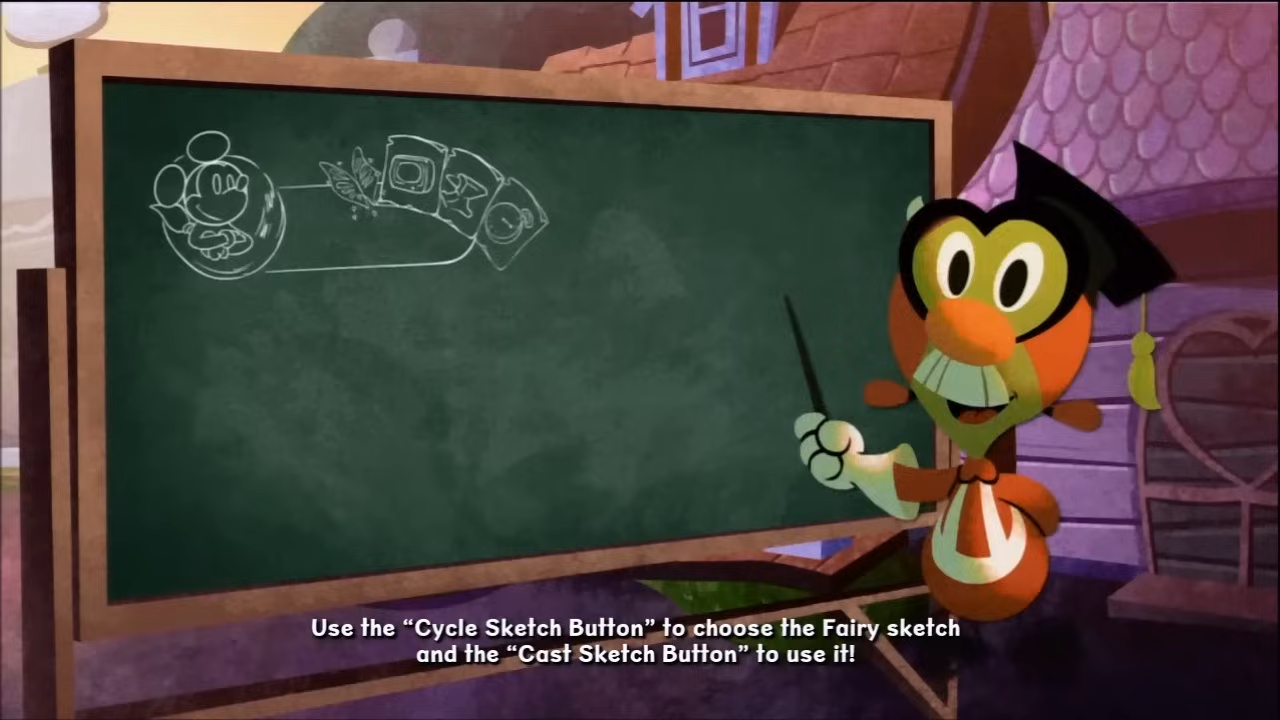 Use the “Cycle Sketch Button” to choose the Fairy sketch
and the “Cast Sketch Button” to use it!